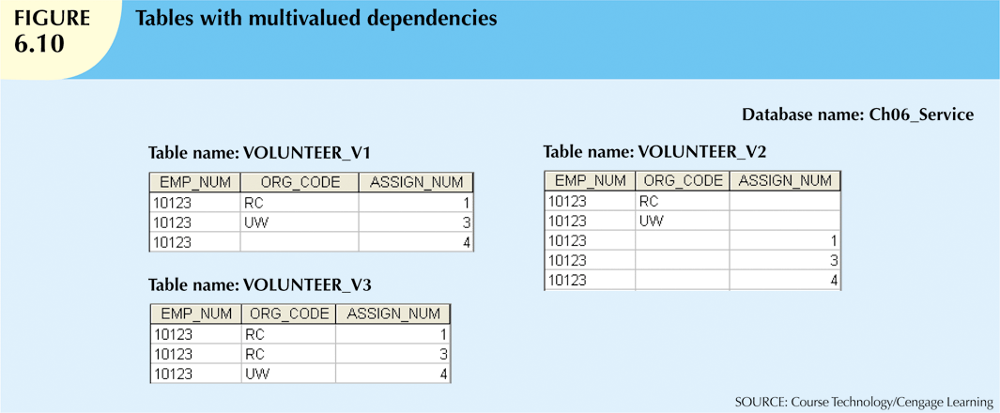 FIGURE
6.10
Tables with multivalued dependencies
Database name: Ch06_Service
Table name: VOLUNTEER_V1
EMP_NUM ORG_CODE ASSIGN_NUM
10123 RC 1
10123 UW 3
10123 4
Table name: VOLUNTEER_V2
EMP_NUM ORG_CODE ASSIGN_NUM
10123 RC
10123 UW
10123 1
10123 3
10123 4
Table name: VOLUNTEER_V3
EMP_NUM ORG_CODE ASSIGN_NUM
10123 RC 1
10123 RC 3
10123 UW 4
SOURCE: Course Technology/Cengage Learning